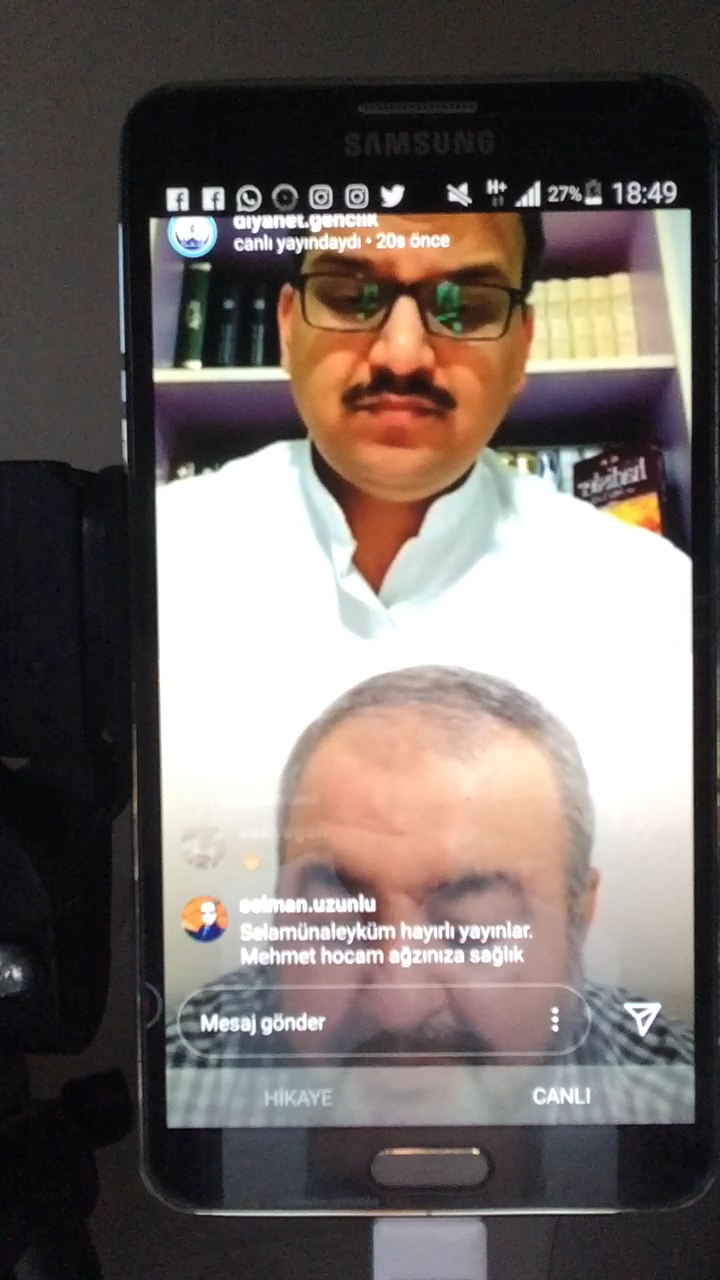 SAMSUNG
H+
27%
18:49
diyanet.genclik
canlı yayındaydı • 20s önce
selman.uzunlu
Selamünaleyküm hayırlı yayınlar.
Mehmet hocam ağzınıza sağlık
Mesaj gönder
HİKAYE
CANLI